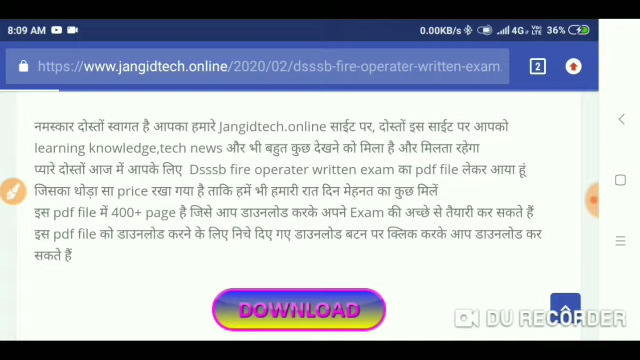 8:09 AM 0.00KB/s 4G VoLTE 36%
https://www.jangidtech.online/2020/02/dsssb-fire-operater-written-exam. 2
नमस्कार दोस्तों स्वागत है आपका हमारे Jangidtech.online साईट पर, दोस्तों इस साईट पर आपको
learning knowledge,tech news और भी बहुत कुछ देखने को मिला है और मिलता रहेगा
प्यारे दोस्तों आज में आपके लिए Dsssb fire operater written exam का pdf file लेकर आया हूं
जिसका थोड़ा सा price रखा गया है ताकि हमें भी हमारी रात दिन मेहनत का कुछ मिलें
इस pdf file में 400+ page है जिसे आप डाउनलोड करके अपने Exam की अच्छे से तैयारी कर सकते हैं
इस pdf file को डाउनलोड करने के लिए निचे दिए गए डाउनलोड बटन पर क्लिक करके आप डाउनलोड कर
सकते हैं
DOWNLOAD
DU RECORDER